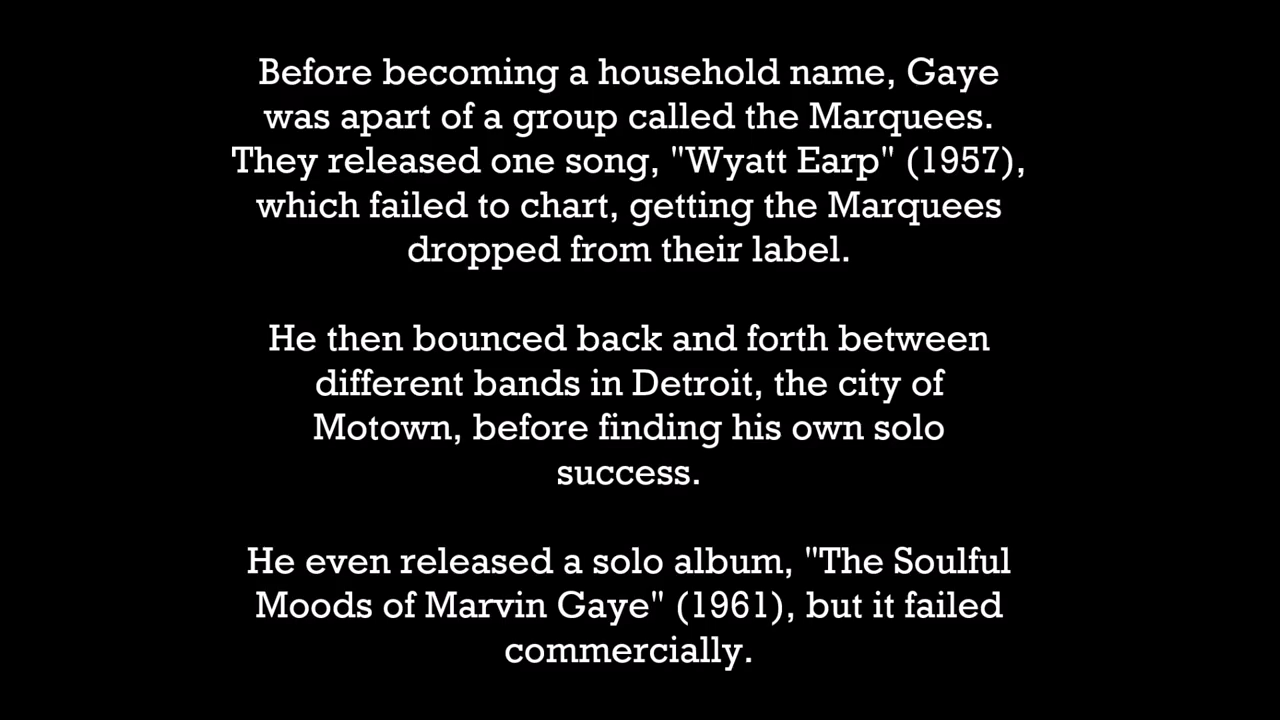 Before becoming a household name, Gaye
was apart of a group called the Marquees.
They released one song, "Wyatt Earp" (1957),
which failed to chart, getting the Marquees
dropped from their label.
He then bounced back and forth between
different bands in Detroit, the city of
Motown, before finding his own solo
success.
He even released a solo album, "The Soulful
Moods of Marvin Gaye" (1961), but it failed
commercially.